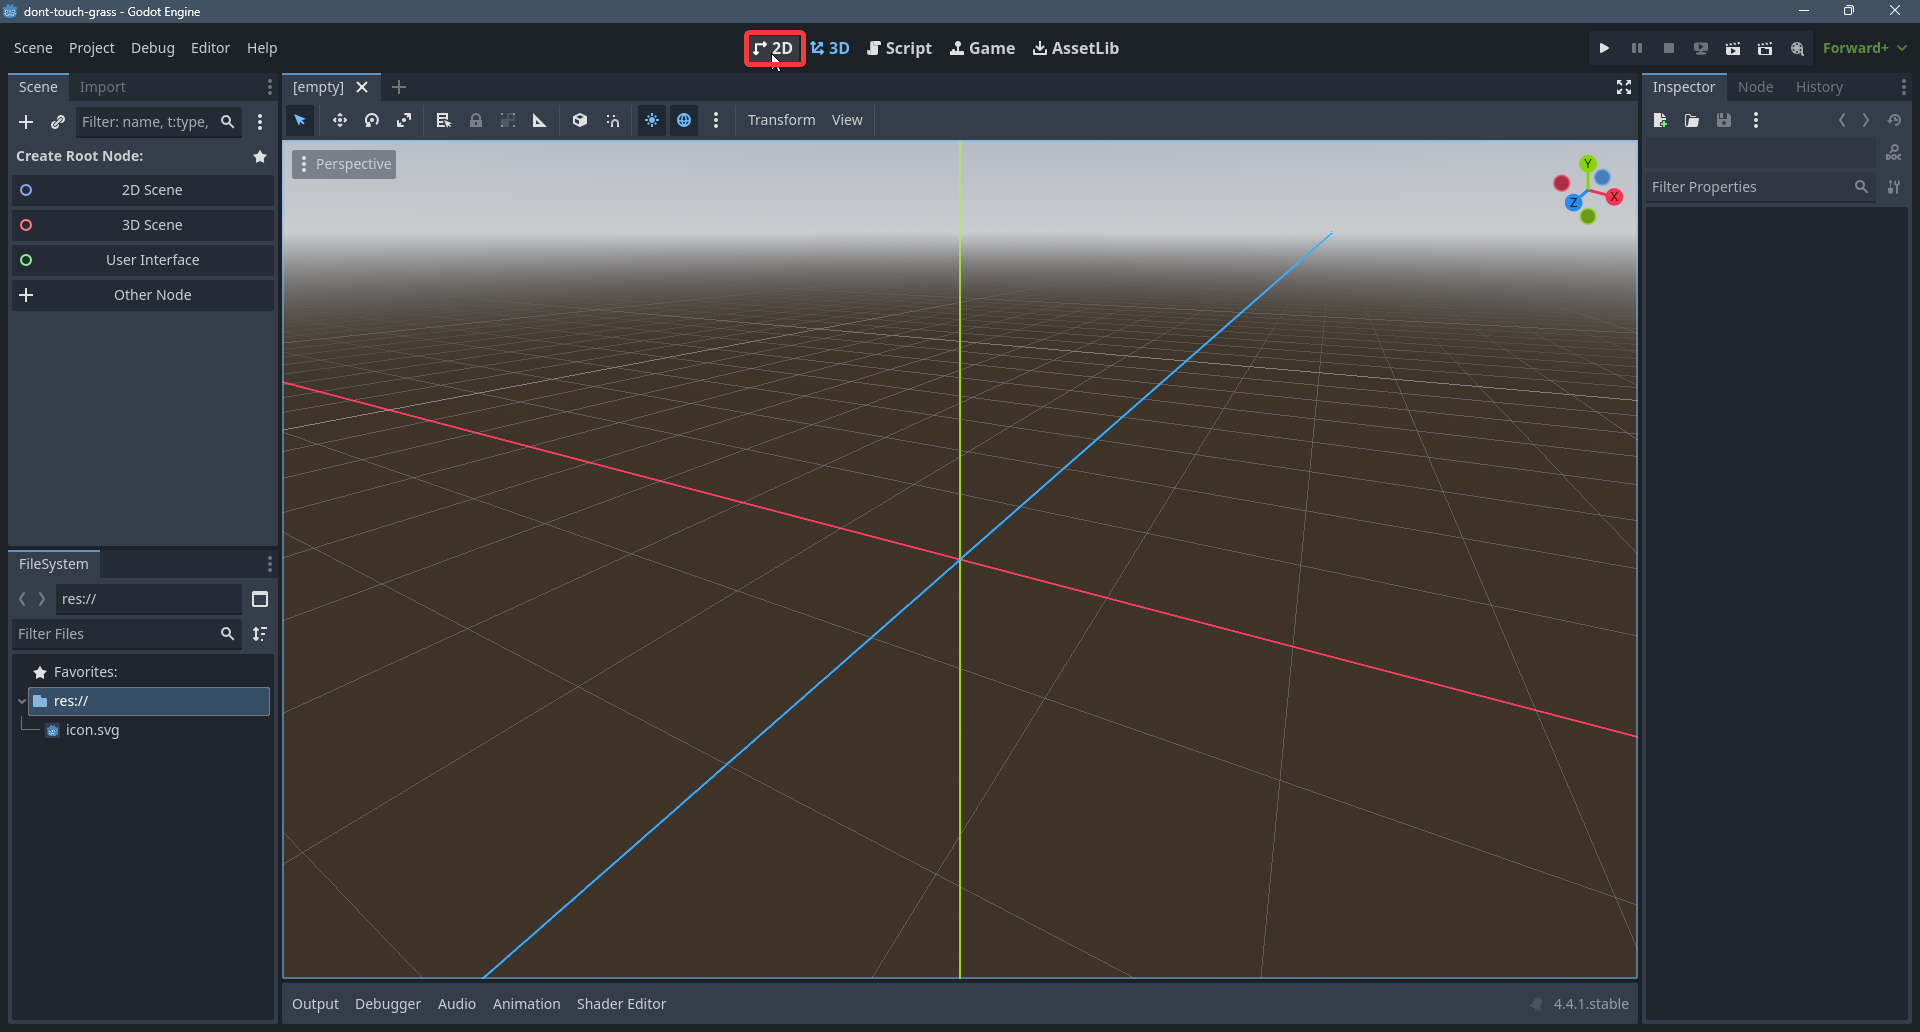 dont-touch-grass - Godot Engine
Scene Project Debug Editor Help
2D 3D Script Game AssetLib
Forward+
Scene Import
[empty]
Inspector Node History
Filter: name, t:type,
Transform View
Create Root Node:
Perspective
Y
X
Z
DOC
Filter Properties
2D Scene
3D Scene
User Interface
Other Node
FileSystem
res://
Filter Files
Favorites:
res://
icon.svg
Output Debugger Audio Animation Shader Editor
4.4.1.stable